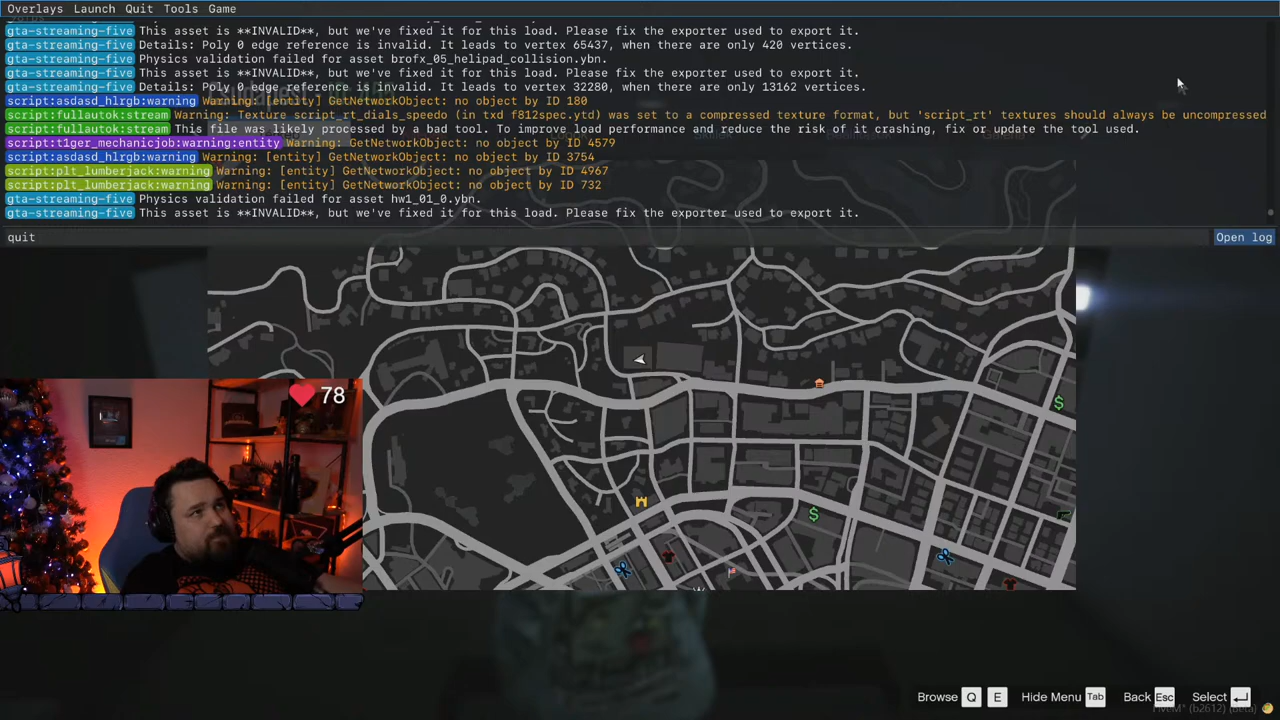 Overlays Launch Quit Tools Game
gta-streaming-five This asset is **INVALID**, but we've fixed it for this load. Please fix the exporter used to export it.
gta-streaming-five Details: Poly 0 edge reference is invalid. It leads to vertex 65437, when there are only 420 vertices.
gta-streaming-five Physics validation failed for asset brofx_05_helipad_collision.ybn.
gta-streaming-five This asset is **INVALID**, but we've fixed it for this load. Please fix the exporter used to export it.
gta-streaming-five Details: Poly 0 edge reference is invalid. It leads to vertex 32280, when there are only 13162 vertices.
script:asdasd_hlrgb:warning Warning: [entity] GetNetworkObject: no object by ID 180
script:fullautok:stream Warning: Texture script_rt_dials_speedo (in txd f812spec.ytd) was set to a compressed texture format, but 'script_rt' textures should always be uncompressed
script:fullautok:stream This file was likely processed by a bad tool. To improve load performance and reduce the risk of it crashing, fix or update the tool used.
script:t1ger_mechanicjob:warning:entity Warning: GetNetworkObject: no object by ID 4579
script:asdasd_hlrgb:warning Warning: [entity] GetNetworkObject: no object by ID 3754
script:plt_lumberjack:warning Warning: [entity] GetNetworkObject: no object by ID 4967
script:plt_lumberjack:warning Warning: [entity] GetNetworkObject: no object by ID 732
gta-streaming-five Physics validation failed for asset hw1_01_0.ybn.
gta-streaming-five This asset is **INVALID**, but we've fixed it for this load. Please fix the exporter used to export it.
quit Open log
78
Browse Q E Hide Menu Tab Back Esc Select
FiveM* (b2612) (beta)